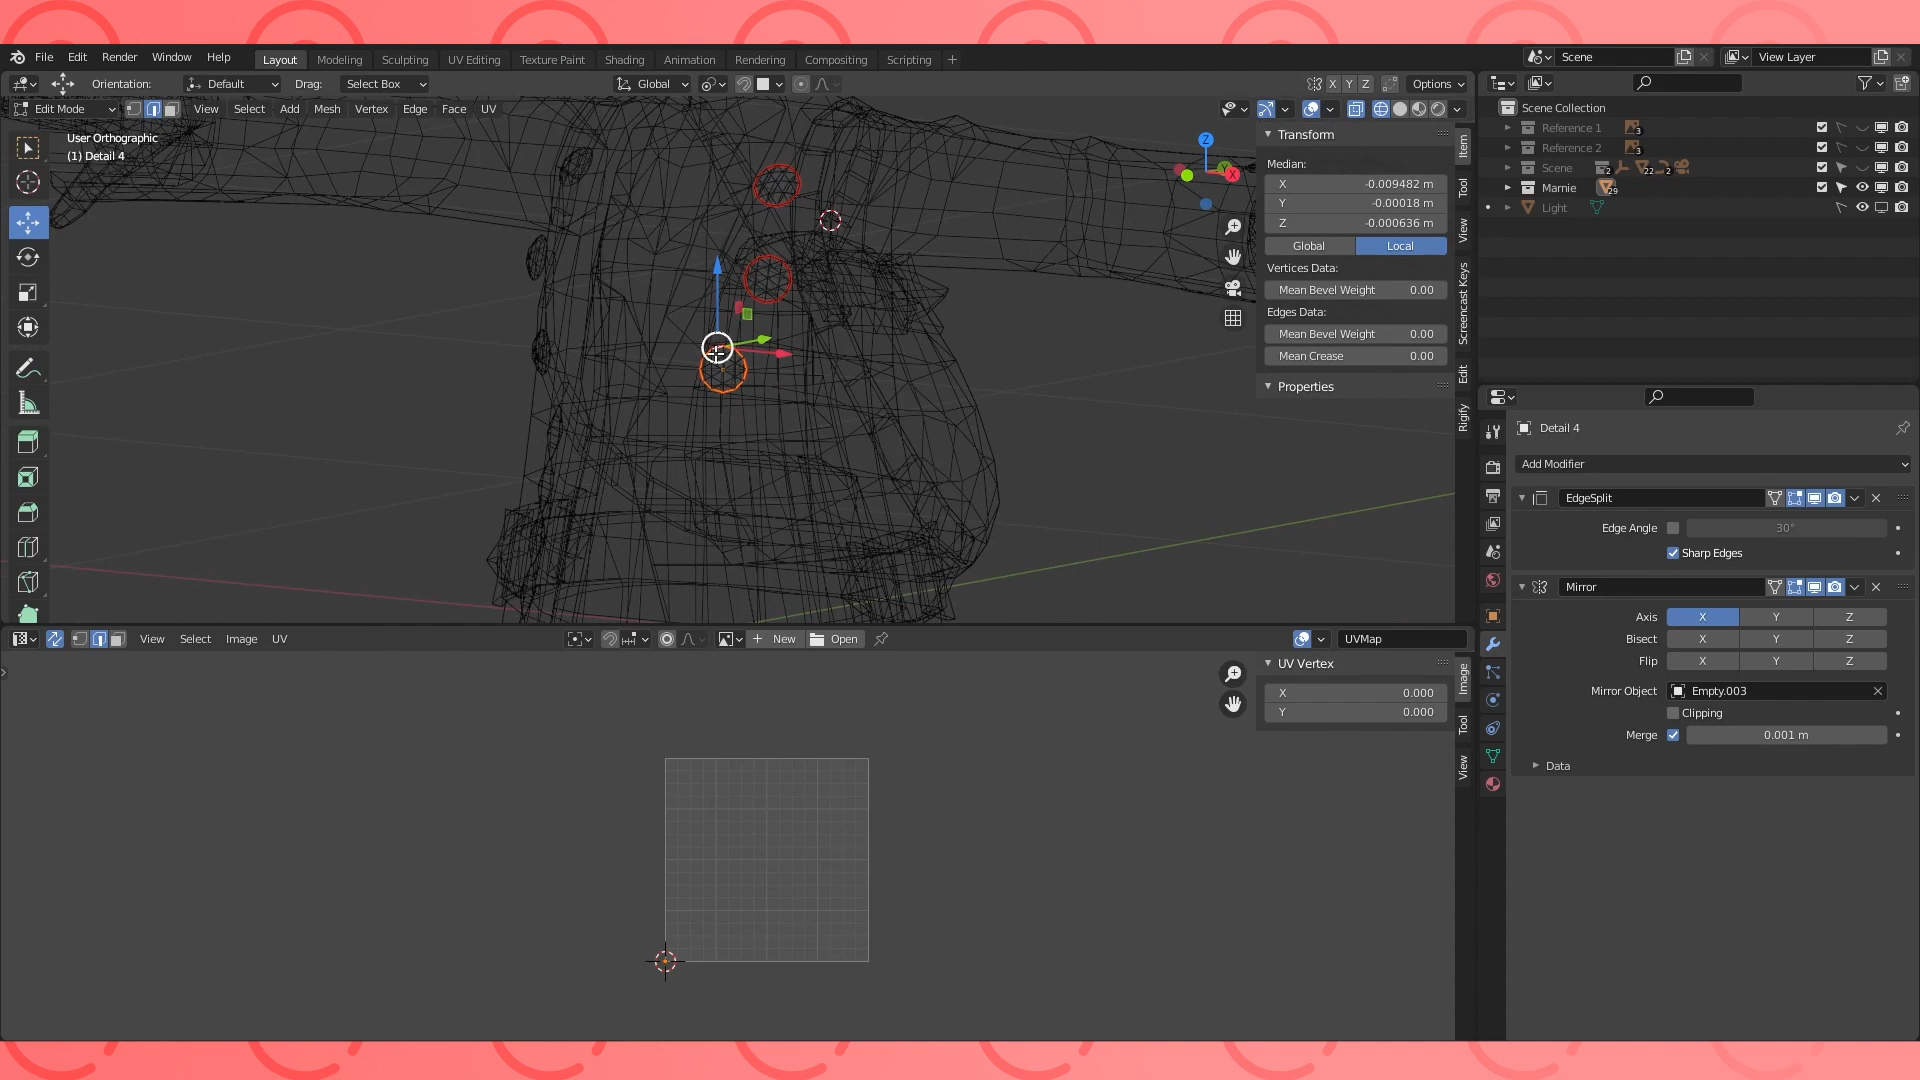 File Edit Render Window Help Layout Modeling Sculpting UV Editing Texture Paint Shading Animation Rendering Compositing Scripting + Scene View Layer
Orientation: Default Drag: Select Box Global X Y Z Options
Edit Mode View Select Add Mesh Vertex Edge Face UV
User Orthographic
(1) Detail 4
Z
Y
X
Transform
Median:
X -0.009482 m
Y -0.00018 m
Z -0.000636 m
Global Local
Vertices Data:
Mean Bevel Weight 0.00
Edges Data:
Mean Bevel Weight 0.00
Mean Crease 0.00
Properties
Item
Tool
View
Screencast Keys
Edit
Rigify
Scene Collection
Reference 1 3
Reference 2 3
Scene 2 22 2
Marnie 29
Light
Detail 4
Add Modifier
EdgeSplit
Edge Angle 30°
Sharp Edges
Mirror
Axis X Y Z
Bisect X Y Z
Flip X Y Z
Mirror Object Empty.003
Clipping
Merge 0.001 m
Data
View Select Image UV New Open UVMap
UV Vertex
X 0.000
Y 0.000
Image
Tool
View